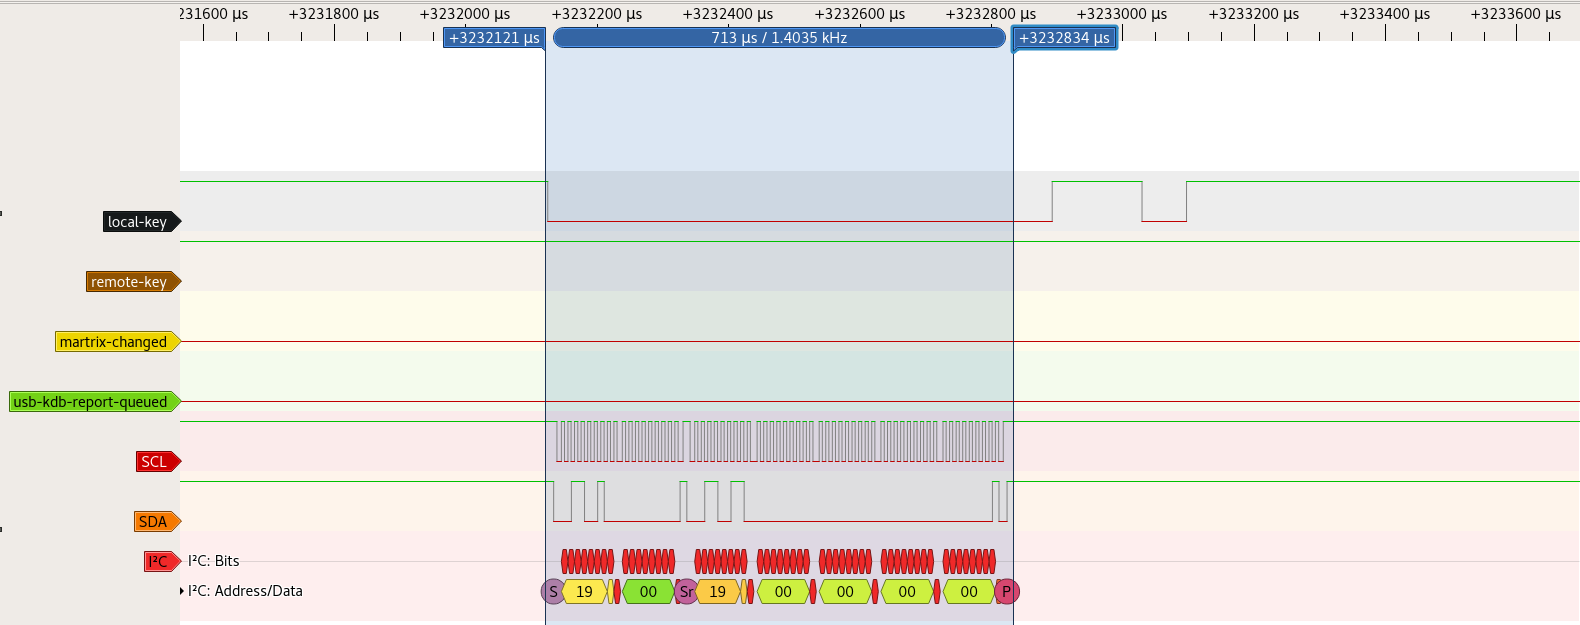 231600 µs +3231800 µs +3232000 µs +3232200 µs +3232400 µs +3232600 µs +3232800 µs +3233000 µs +3233200 µs +3233400 µs +3233600 µs
+3232121 µs 713 µs / 1.4035 kHz +3232834 µs
local-key
remote-key
martrix-changed
usb-kdb-report-queued
SCL
SDA
I²C I²C: Bits
I²C: Address/Data S 19 00 Sr 19 00 00 00 00 P